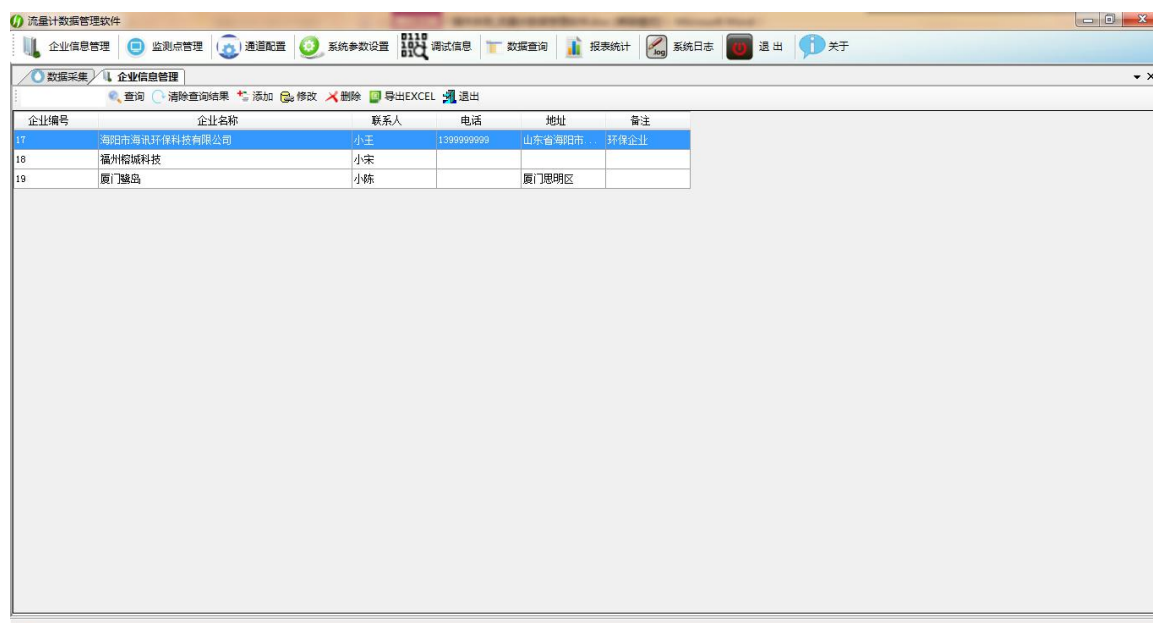 流量计数据管理软件
企业信息管理 监测点管理 通道配置 系统参数设置 调试信息 数据查询 报表统计 log 系统日志 退出 关于
数据采集 企业信息管理
查询 清除查询结果 添加 修改 删除 导出EXCEL 退出
企业编号 企业名称 联系人 电话 地址 备注
17 海阳市海讯环保科技有限公司 小王 1399999999 山东省海阳市... 环保企业
18 福州榕城科技 小宋
19 厦门鹭岛 小陈 厦门思明区